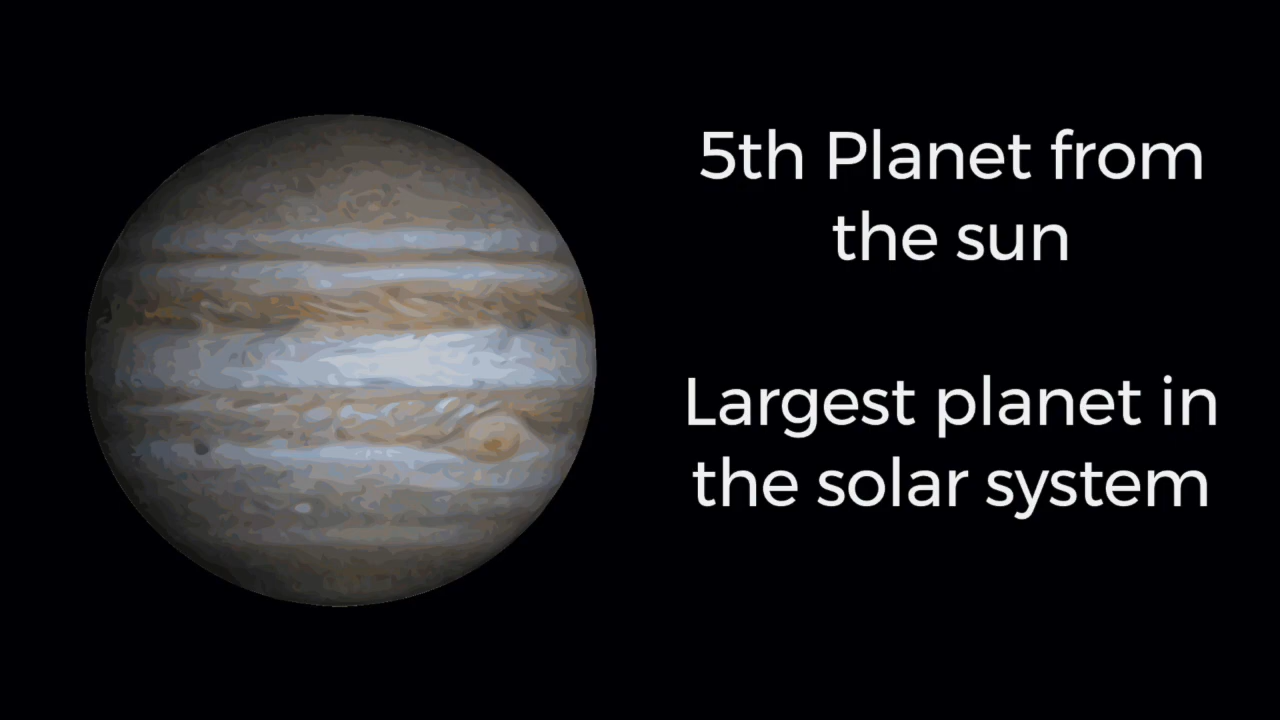 5th Planet from
the sun
Largest planet in
the solar system